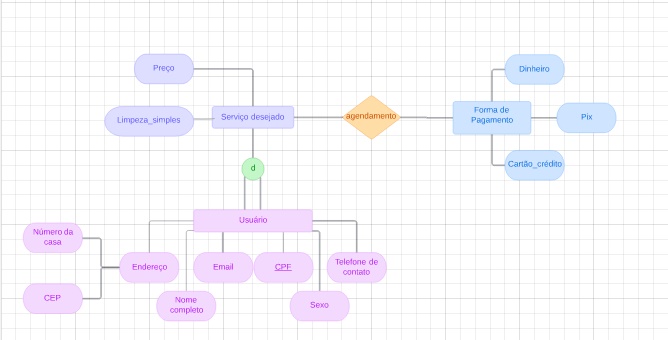 Preço
Dinheiro
Limpeza_simples
Serviço desejado
agendamento
Forma de
Pagamento
Pix
Cartão_crédito
d
Usuário
Número da
casa
Endereço
Email
CPF
Telefone de
contato
CEP
Nome
completo
Sexo